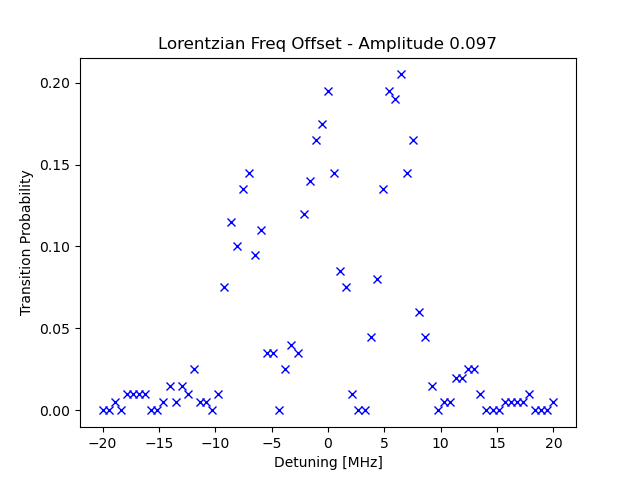 Lorentzian Freq Offset - Amplitude 0.097
Transition Probability
0.20
0.15
0.10
0.05
0.00
−20 −15 −10 −5 0 5 10 15 20
Detuning [MHz]